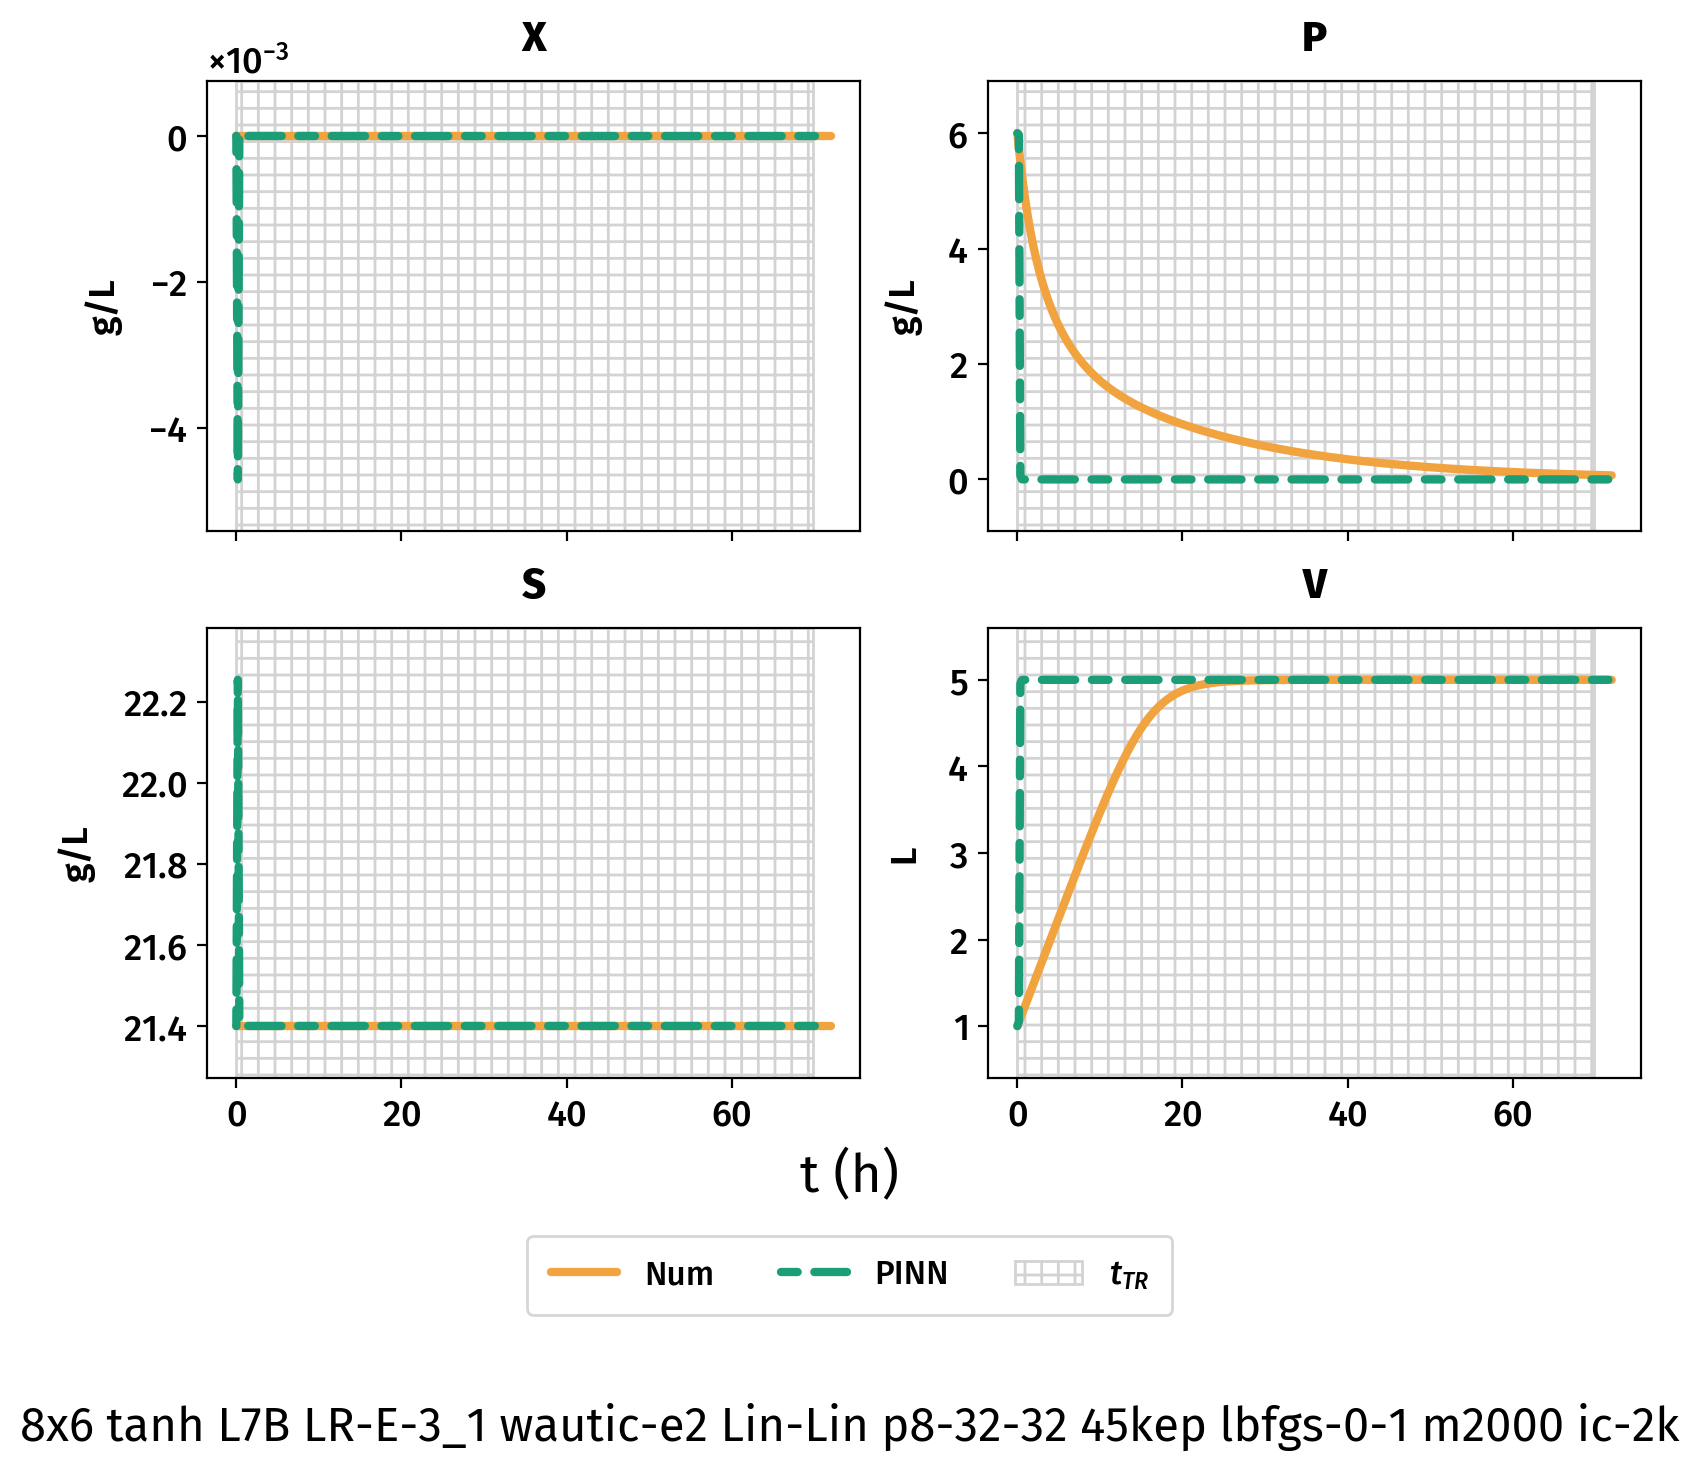 X
×10⁻³
0
−2
−4
g/L
P
6
4
2
0
g/L
S
22.2
22.0
21.8
21.6
21.4
g/L
0 20 40 60
V
5
4
3
2
1
L
0 20 40 60
t (h)
Num PINN t_TR
8x6 tanh L7B LR-E-3_1 wautic-e2 Lin-Lin p8-32-32 45kep lbfgs-0-1 m2000 ic-2k